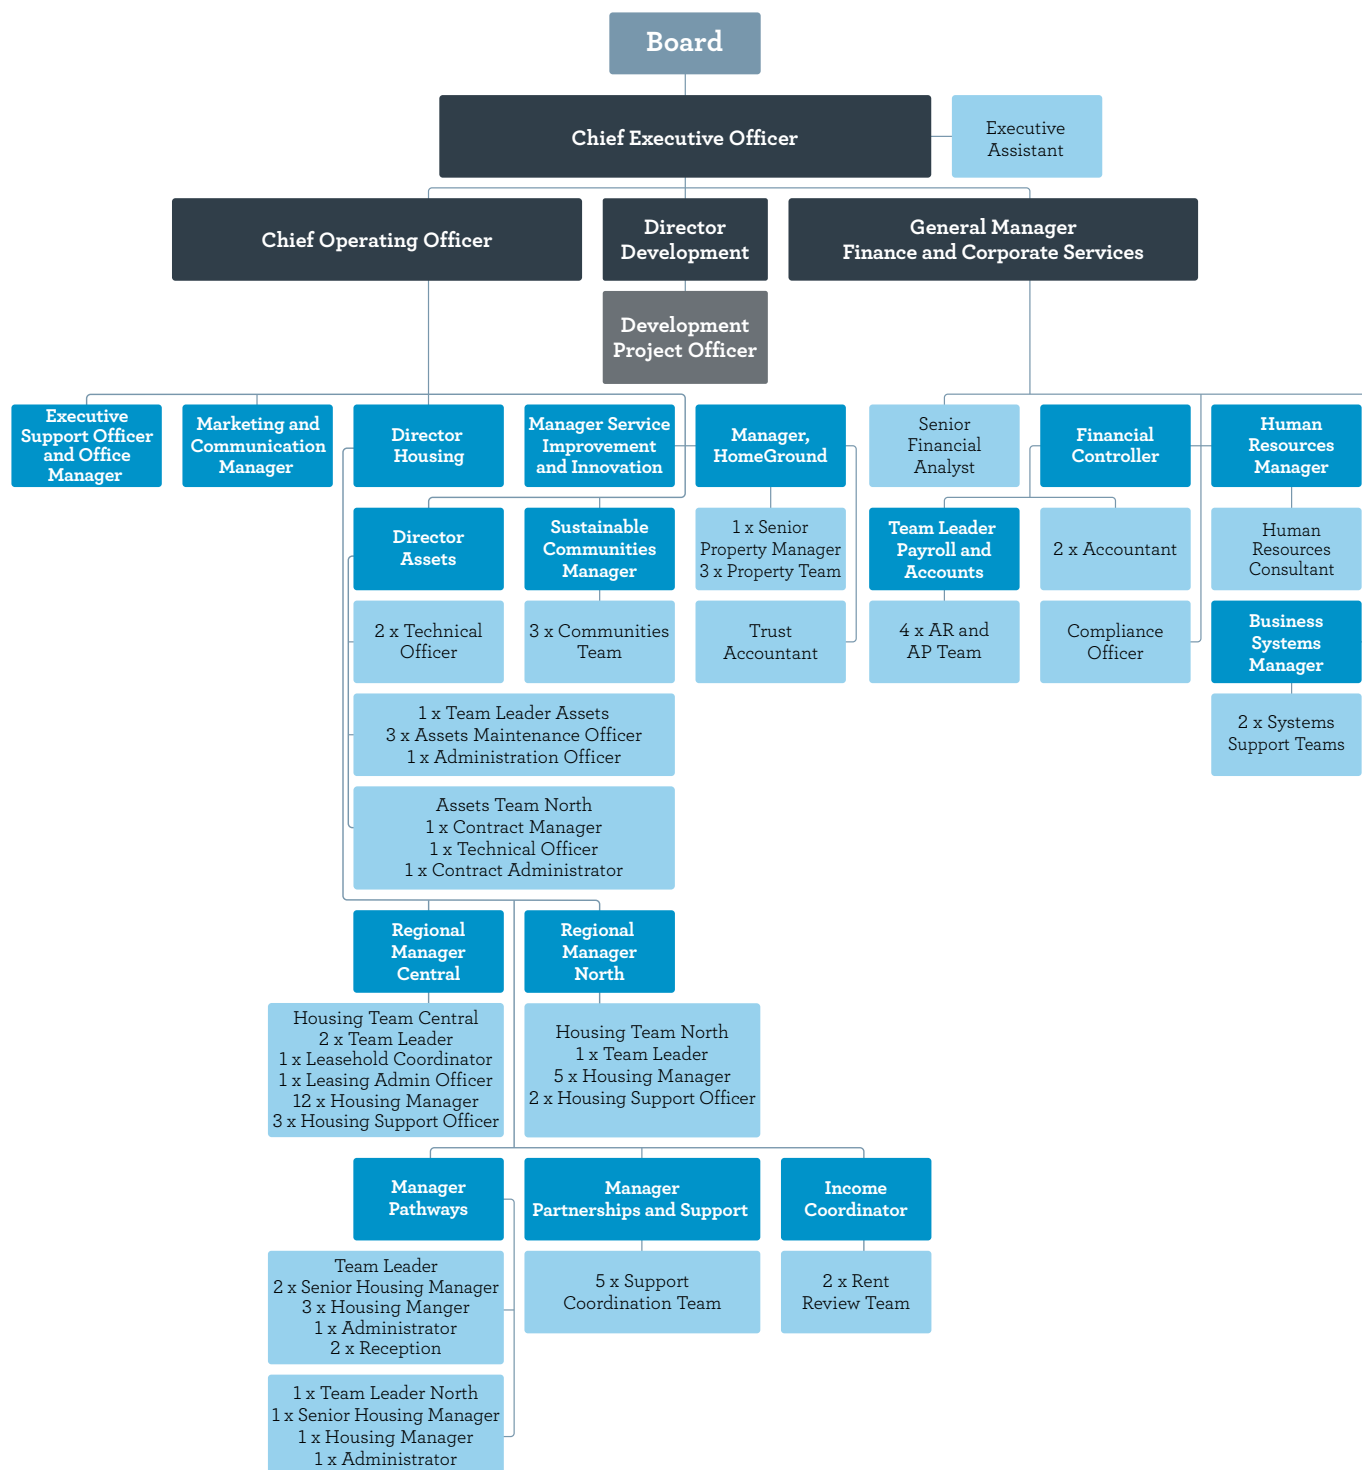 Board
Chief Executive Officer
Executive
Assistant
Chief Operating Officer
Director
Development
General Manager
Finance and Corporate Services
Development
Project Officer
Executive
Support Officer
and Office
Manager
Marketing and
Communication
Manager
Director
Housing
Manager Service
Improvement
and Innovation
Manager,
HomeGround
Senior
Financial
Analyst
Financial
Controller
Human
Resources
Manager
Director
Assets
Sustainable
Communities
Manager
1 x Senior
Property Manager
3 x Property Team
Team Leader
Payroll and
Accounts
2 x Accountant
Human
Resources
Consultant
2 x Technical
Officer
3 x Communities
Team
Trust
Accountant
4 x AR and
AP Team
Compliance
Officer
Business
Systems
Manager
1 x Team Leader Assets
3 x Assets Maintenance Officer
1 x Administration Officer
2 x Systems
Support Teams
Assets Team North
1 x Contract Manager
1 x Technical Officer
1 x Contract Administrator
Regional
Manager
Central
Regional
Manager
North
Housing Team Central
2 x Team Leader
1 x Leasehold Coordinator
1 x Leasing Admin Officer
12 x Housing Manager
3 x Housing Support Officer
Housing Team North
1 x Team Leader
5 x Housing Manager
2 x Housing Support Officer
Manager
Pathways
Manager
Partnerships and Support
Income
Coordinator
Team Leader
2 x Senior Housing Manager
3 x Housing Manger
1 x Administrator
2 x Reception
5 x Support
Coordination Team
2 x Rent
Review Team
1 x Team Leader North
1 x Senior Housing Manager
1 x Housing Manager
1 x Administrator